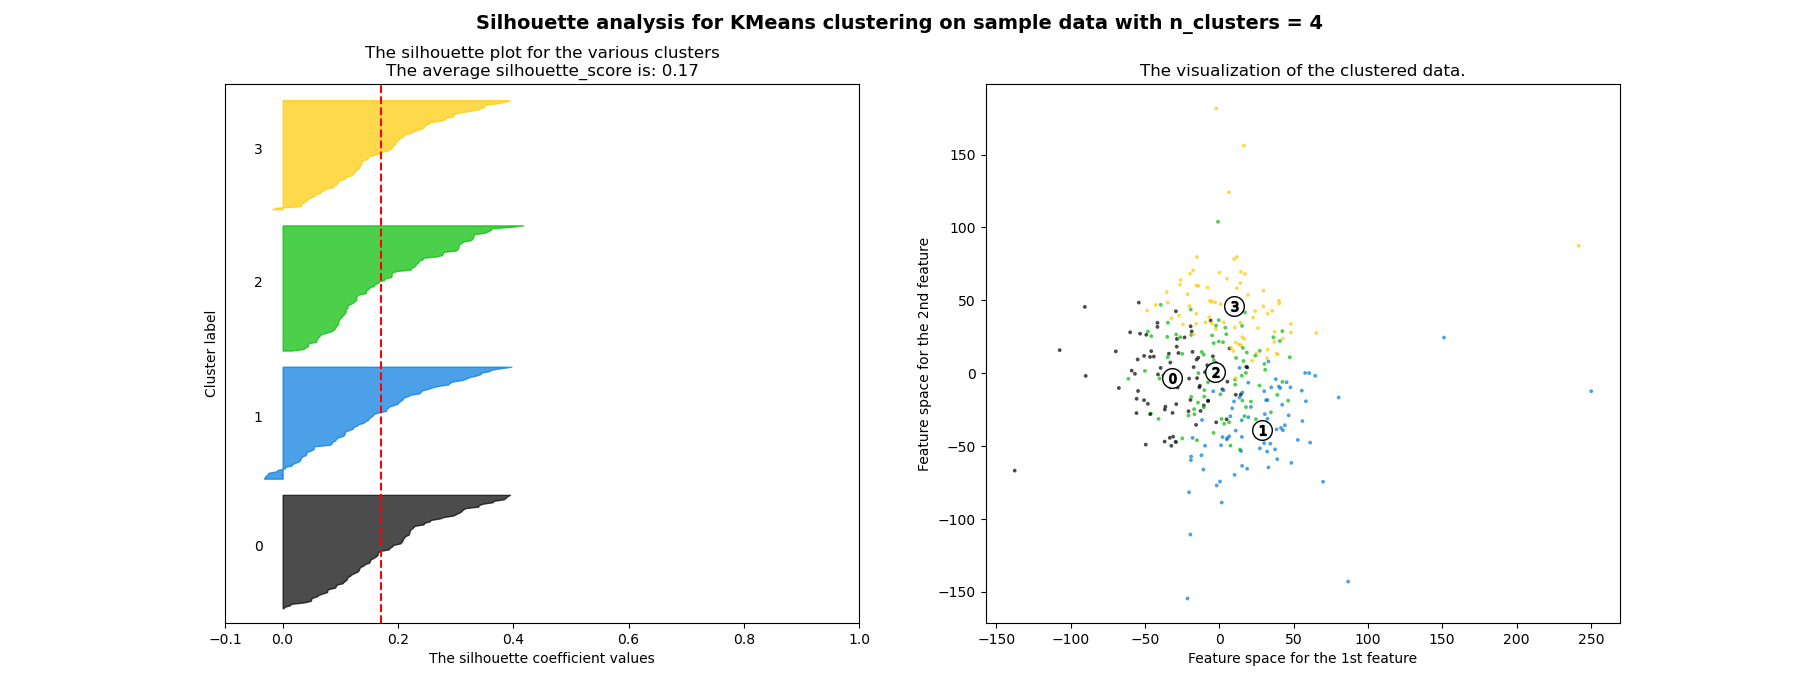 Silhouette analysis for KMeans clustering on sample data with n_clusters = 4
The silhouette plot for the various clusters
The average silhouette_score is: 0.17
Cluster label
3
2
1
0
−0.1 0.0 0.2 0.4 0.6 0.8 1.0
The silhouette coefficient values
The visualization of the clustered data.
Feature space for the 2nd feature
150
100
50
0
−50
−100
−150
3
2
0
1
−150 −100 −50 0 50 100 150 200 250
Feature space for the 1st feature